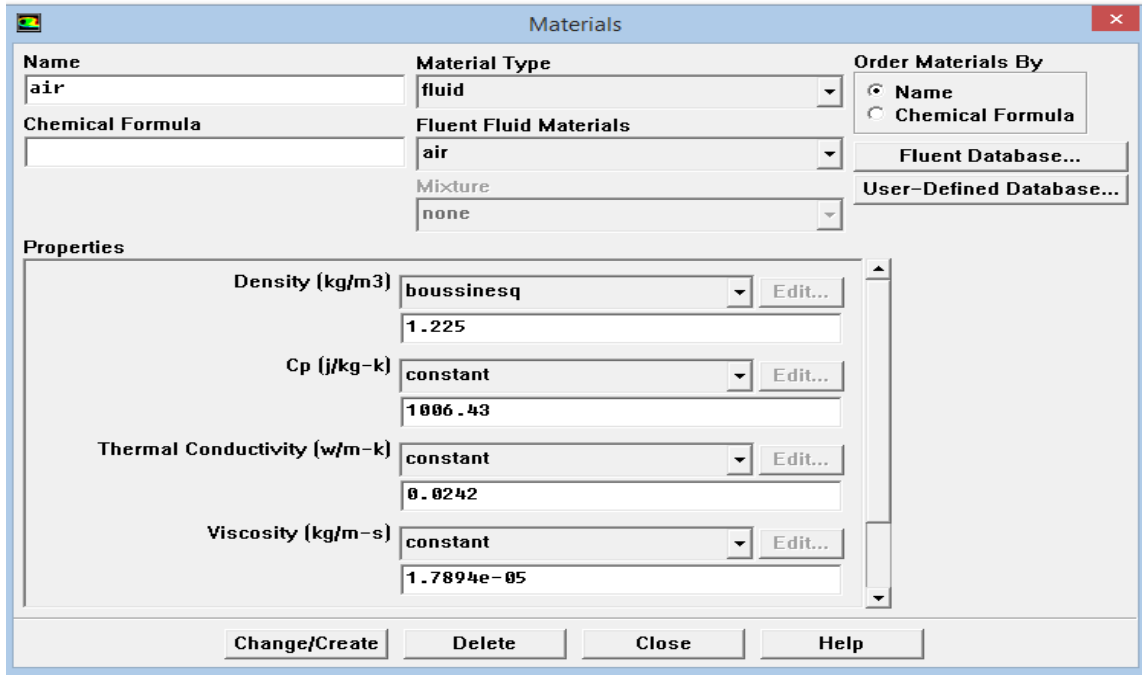 Materials
Name
air
Material Type
fluid
Order Materials By
Name
Chemical Formula
Chemical Formula
Fluent Fluid Materials
air
Fluent Database...
Mixture
none
User-Defined Database...
Properties
Density (kg/m3)
boussinesq
Edit...
1.225
Cp (j/kg-k)
constant
Edit...
1006.43
Thermal Conductivity (w/m-k)
constant
Edit...
0.0242
Viscosity (kg/m-s)
constant
Edit...
1.7894e-05
Change/Create
Delete
Close
Help